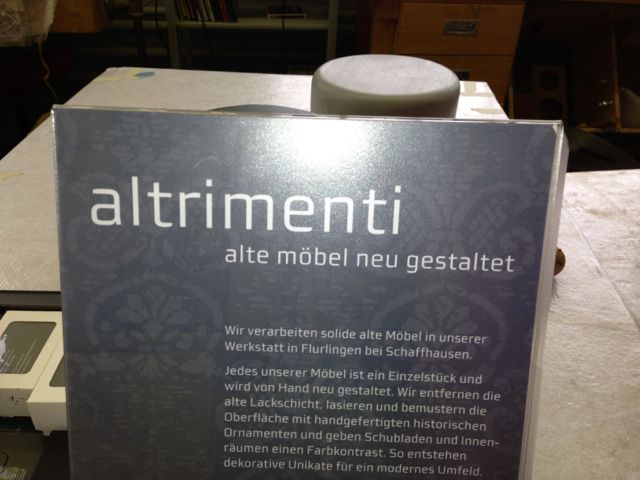 altrimenti
alte möbel neu gestaltet
Wir verarbeiten solide alte Möbel in unserer
Werkstatt in Flurlingen bei Schaffhausen.
Jedes unserer Möbel ist ein Einzelstück und
wird von Hand neu gestaltet. Wir entfernen die
alte Lackschicht, lasieren und bemustern die
Oberfläche mit handgefertigten historischen
Ornamenten und geben Schubladen und Innen-
räumen einen Farbkontrast. So entstehen
dekorative Unikate für ein modernes Umfeld.